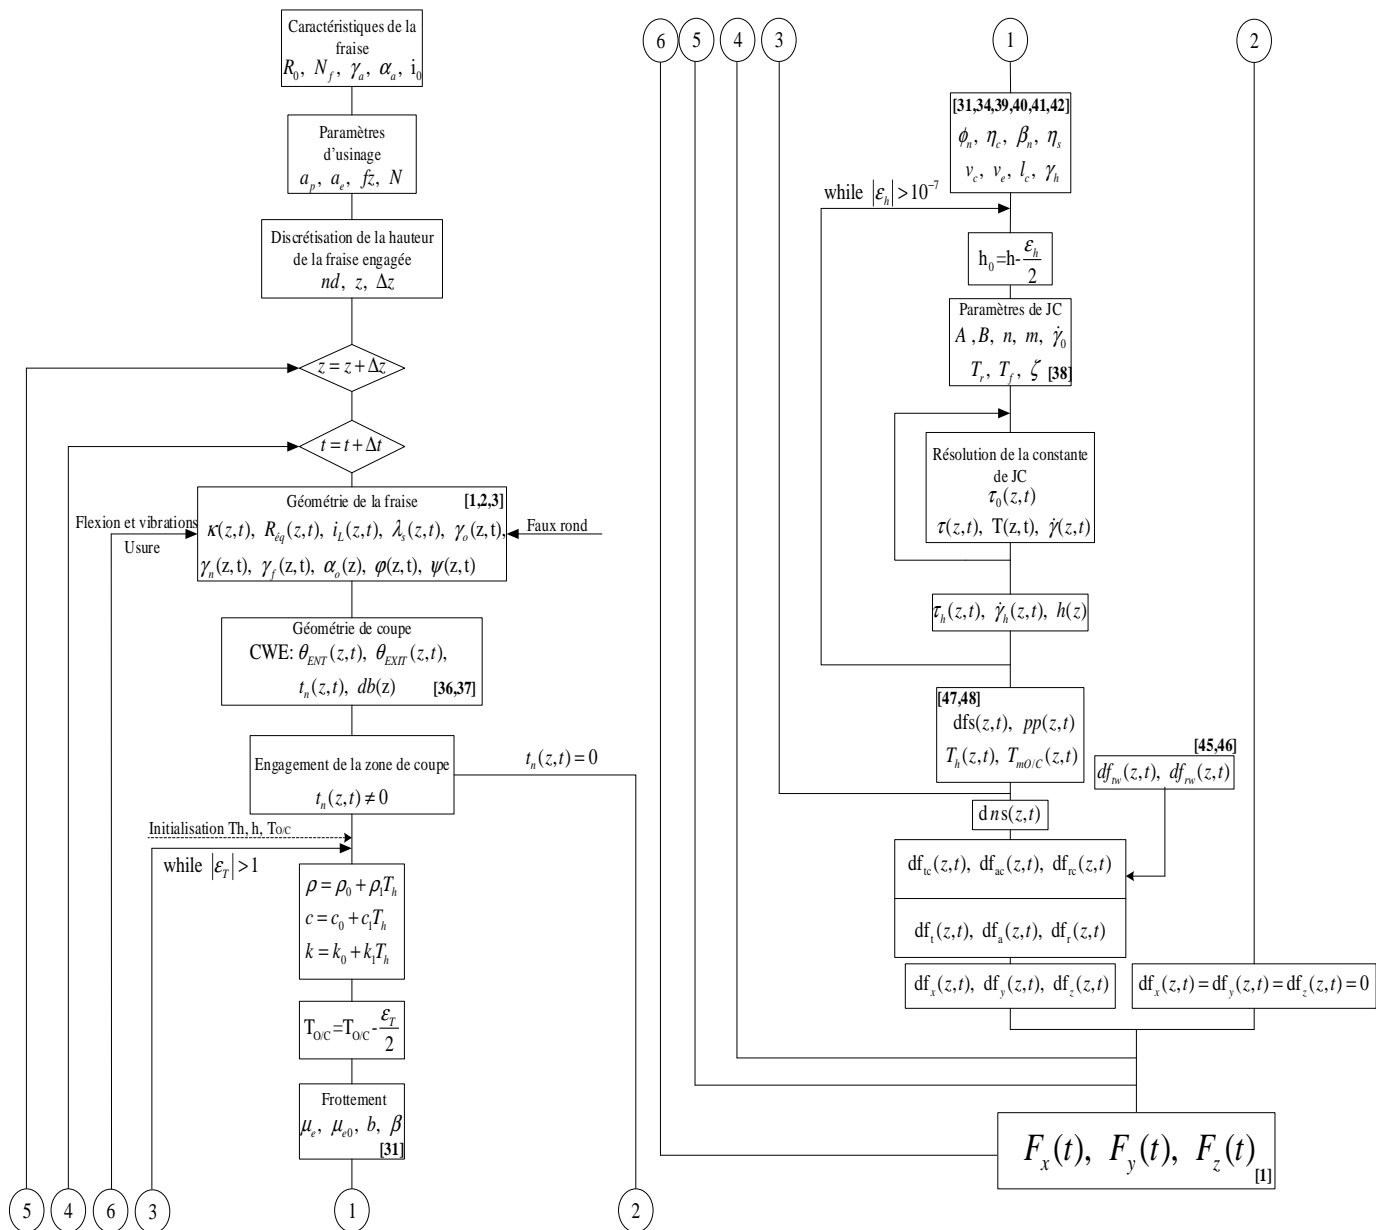 Caractéristiques de la
fraise
R₀, N_f, γ_a, α_a, i₀
Paramètres
d'usinage
a_p, a_e, fz, N
Discrétisation de la hauteur
de la fraise engagée
nd, z, Δz
z = z + Δz
t = t + Δt
Géométrie de la fraise [1,2,3]
κ(z,t), R_éq(z,t), i_L(z,t), λ_s(z,t), γ_o(z,t),
γ_n(z,t), γ_f(z,t), α_o(z), φ(z,t), ψ(z,t)
Flexion et vibrations
Usure
Faux rond
Géométrie de coupe
CWE: θ_ENT(z,t), θ_EXIT(z,t),
t_n(z,t), db(z) [36,37]
Engagement de la zone de coupe
t_n(z,t) ≠ 0
t_n(z,t) = 0
Initialisation Th, h, T_O/C
while |ε_T| > 1
ρ = ρ₀ + ρ₁T_h
c = c₀ + c₁T_h
k = k₀ + k₁T_h
T_O/C=T_O/C-ε_T/2
Frottement
μ_e, μ_e0, b, β
[31]
5
4
6
3
1
2
6
5
4
3
1
2
[31,34,39,40,41,42]
ϕ_n, η_c, β_n, η_s
v_c, v_e, l_c, γ_h
while |ε_h| > 10⁻⁷
h₀=h-ε_h/2
Paramètres de JC
A ,B, n, m, γ̇₀
T_r, T_f, ζ [38]
Résolution de la constante
de JC
τ₀(z,t)
τ(z,t), T(z,t), γ̇(z,t)
τ_h(z,t), γ̇_h(z,t), h(z)
[47,48]
dfs(z,t), pp(z,t)
T_h(z,t), T_mO/C(z,t)
[45,46]
df_tw(z,t), df_rw(z,t)
dns(z,t)
df_tc(z,t), df_ac(z,t), df_rc(z,t)
df_t(z,t), df_a(z,t), df_r(z,t)
df_x(z,t), df_y(z,t), df_z(z,t)
df_x(z,t) = df_y(z,t) = df_z(z,t) = 0
F_x(t), F_y(t), F_z(t)
[1]